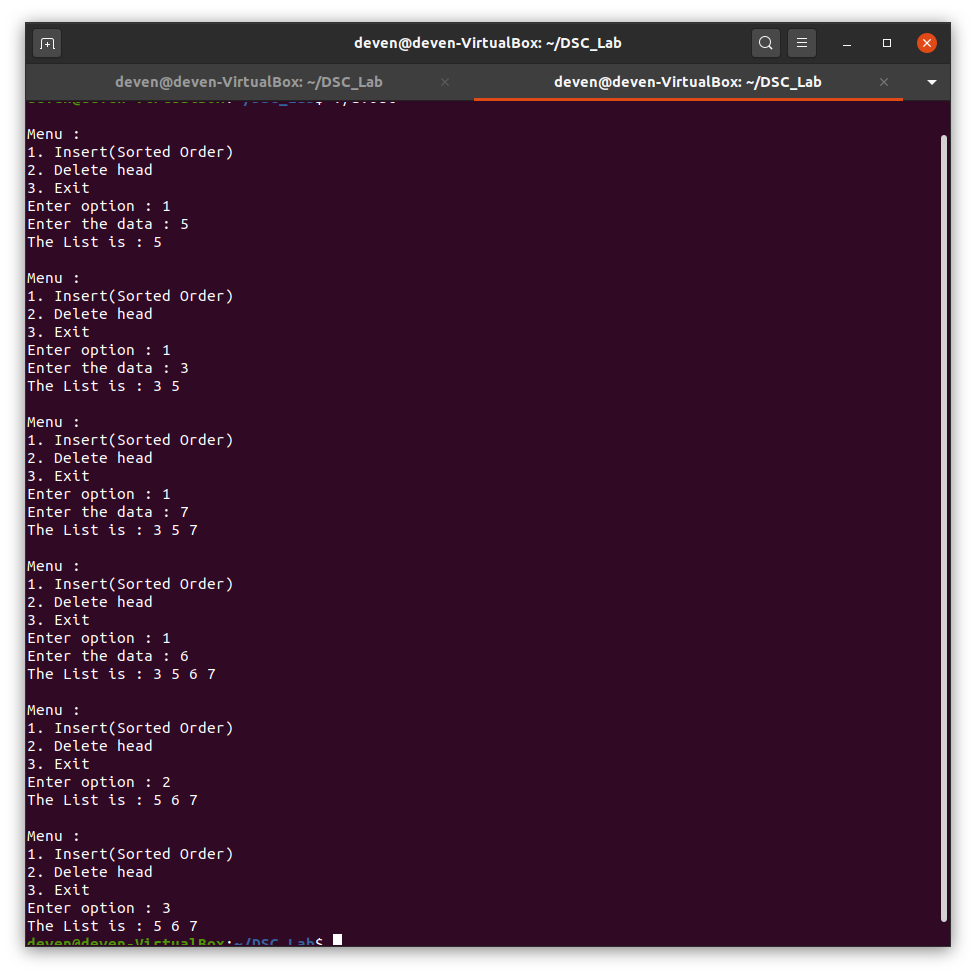 deven@deven-VirtualBox: ~/DSC_Lab
deven@deven-VirtualBox: ~/DSC_Lab
deven@deven-VirtualBox: ~/DSC_Lab
Menu :
1. Insert(Sorted Order)
2. Delete head
3. Exit
Enter option : 1
Enter the data : 5
The List is : 5
Menu :
1. Insert(Sorted Order)
2. Delete head
3. Exit
Enter option : 1
Enter the data : 3
The List is : 3 5
Menu :
1. Insert(Sorted Order)
2. Delete head
3. Exit
Enter option : 1
Enter the data : 7
The List is : 3 5 7
Menu :
1. Insert(Sorted Order)
2. Delete head
3. Exit
Enter option : 1
Enter the data : 6
The List is : 3 5 6 7
Menu :
1. Insert(Sorted Order)
2. Delete head
3. Exit
Enter option : 2
The List is : 5 6 7
Menu :
1. Insert(Sorted Order)
2. Delete head
3. Exit
Enter option : 3
The List is : 5 6 7
deven@deven-VirtualBox:~/DSC_Lab$